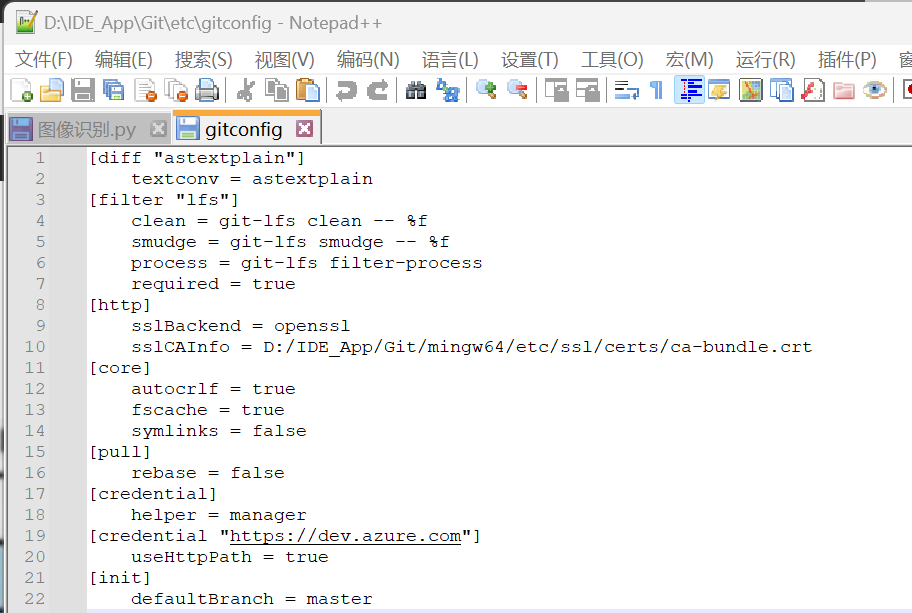 D:\IDE_App\Git\etc\gitconfig - Notepad++
文件(F) 编辑(E) 搜索(S) 视图(V) 编码(N) 语言(L) 设置(T) 工具(O) 宏(M) 运行(R) 插件(P)
图像识别.py gitconfig
1 [diff "astextplain"]
2 textconv = astextplain
3 [filter "lfs"]
4 clean = git-lfs clean -- %f
5 smudge = git-lfs smudge -- %f
6 process = git-lfs filter-process
7 required = true
8 [http]
9 sslBackend = openssl
10 sslCAInfo = D:/IDE_App/Git/mingw64/etc/ssl/certs/ca-bundle.crt
11 [core]
12 autocrlf = true
13 fscache = true
14 symlinks = false
15 [pull]
16 rebase = false
17 [credential]
18 helper = manager
19 [credential "https://dev.azure.com"]
20 useHttpPath = true
21 [init]
22 defaultBranch = master